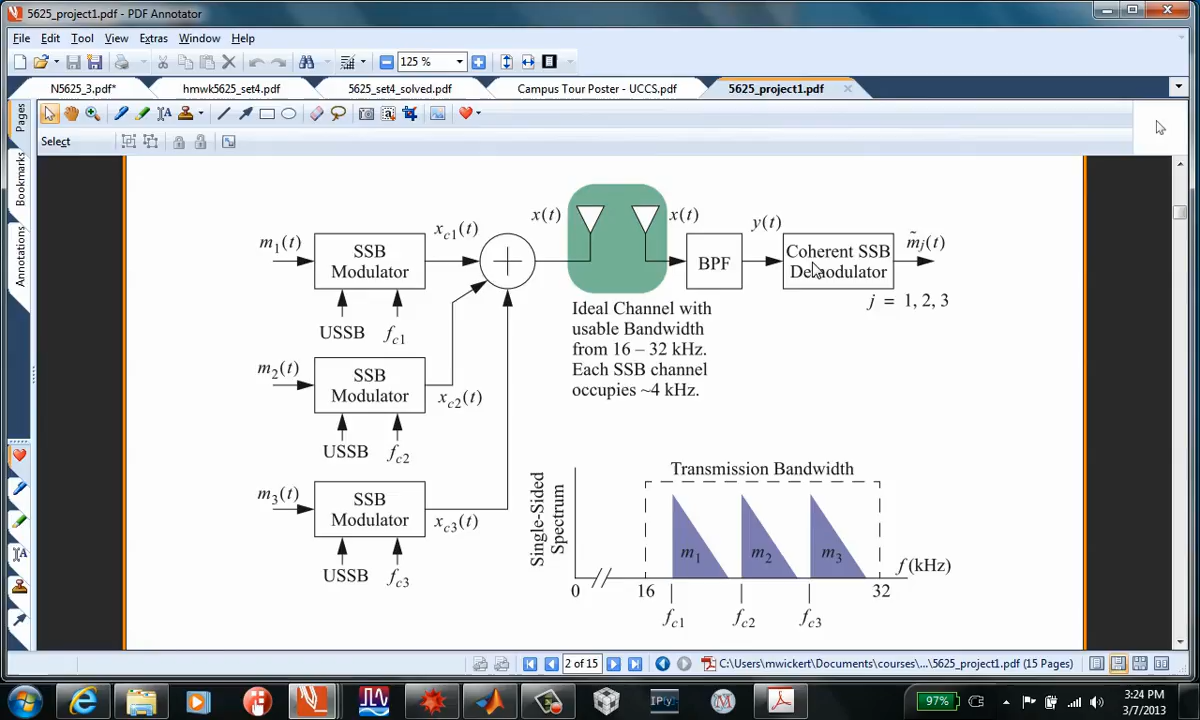 5625_project1.pdf - PDF Annotator
File Edit Tool View Extras Window Help
125 %
N5625_3.pdf* hmwk5625_set4.pdf 5625_set4_solved.pdf Campus Tour Poster - UCCS.pdf 5625_project1.pdf
Select
Pages
Bookmarks
Annotations
m1(t)
SSB
Modulator
xc1(t)
USSB
fc1
m2(t)
SSB
Modulator
xc2(t)
USSB
fc2
m3(t)
SSB
Modulator
xc3(t)
USSB
fc3
x(t)
x(t)
BPF
y(t)
Coherent SSB
Demodulator
m̃j(t)
j = 1, 2, 3
Ideal Channel with
usable Bandwidth
from 16 – 32 kHz.
Each SSB channel
occupies ~4 kHz.
Transmission Bandwidth
Single-Sided
Spectrum
m1 m2 m3
f (kHz)
0 16 32
fc1 fc2 fc3
2 of 15
C:\Users\mwickert\Documents\courses\...\5625_project1.pdf (15 Pages)
IP[y]:
97%
3:24 PM
3/7/2013